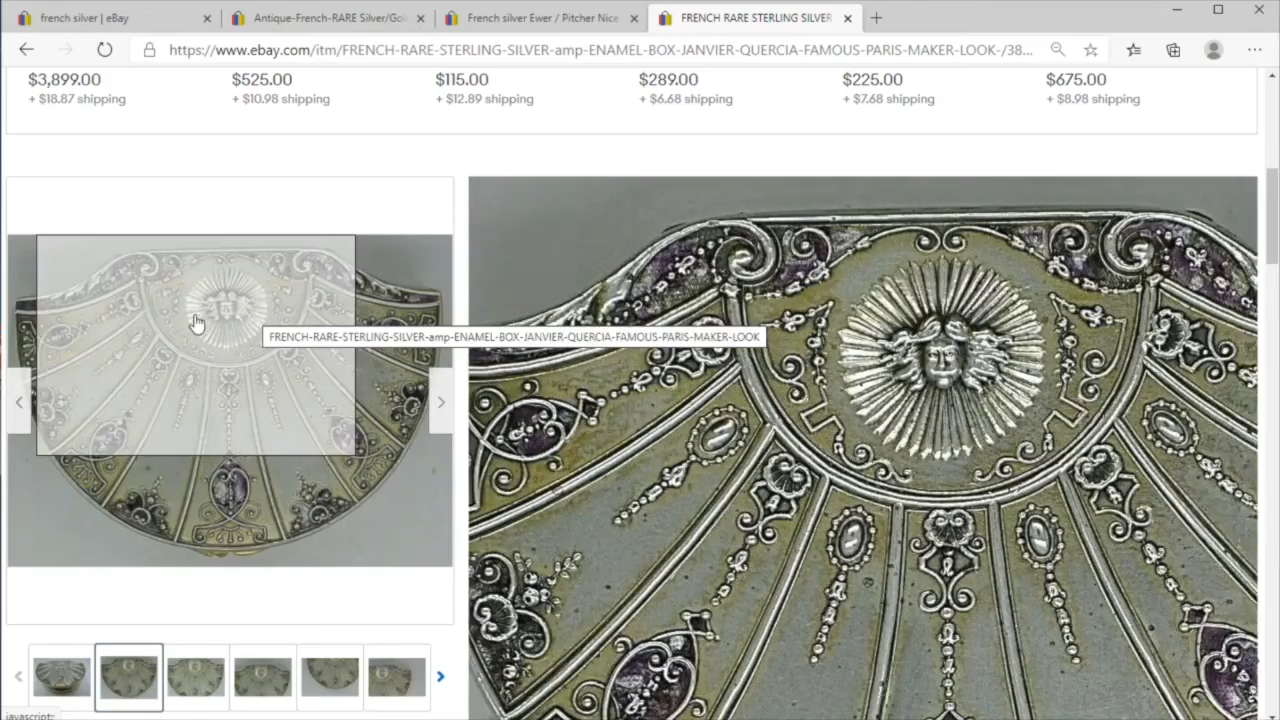 french silver | eBay
Antique-French-RARE Silver/Gol
French silver Ewer / Pitcher Nice
FRENCH RARE STERLING SILVER
https://www.ebay.com/itm/FRENCH-RARE-STERLING-SILVER-amp-ENAMEL-BOX-JANVIER-QUERCIA-FAMOUS-PARIS-MAKER-LOOK-/38...
$3,899.00 $525.00 $115.00 $289.00 $225.00 $675.00
+ $18.87 shipping + $10.98 shipping + $12.89 shipping + $6.68 shipping + $7.68 shipping + $8.98 shipping
FRENCH-RARE-STERLING-SILVER-amp-ENAMEL-BOX-JANVIER-QUERCIA-FAMOUS-PARIS-MAKER-LOOK
javascript: